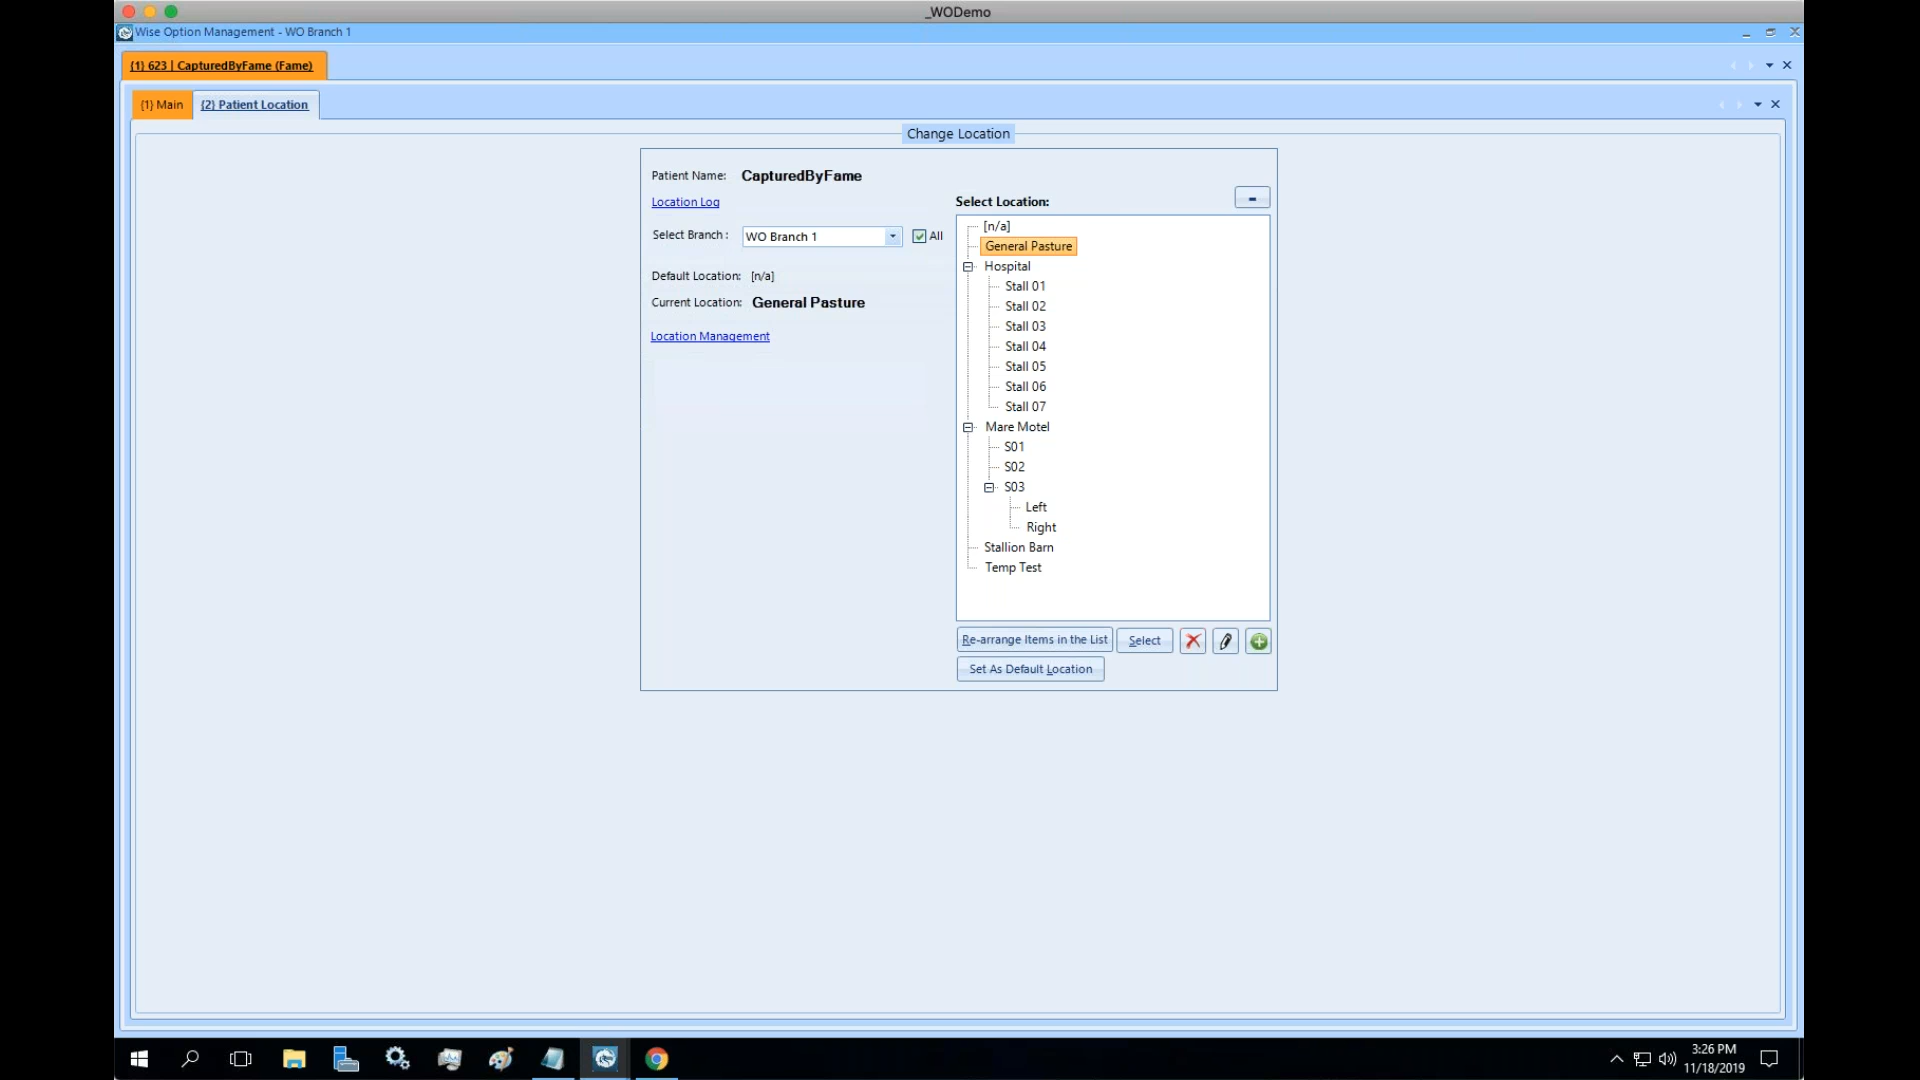 _WODemo
Wise Option Management - WO Branch 1
{1} 623 | CapturedByFame (Fame)
{1} Main
{2} Patient Location
Change Location
Patient Name: CapturedByFame
Location Log
Select Location:
Select Branch : WO Branch 1 All
Default Location: [n/a]
Current Location: General Pasture
Location Management
[n/a]
General Pasture
Hospital
Stall 01
Stall 02
Stall 03
Stall 04
Stall 05
Stall 06
Stall 07
Mare Motel
S01
S02
S03
Left
Right
Stallion Barn
Temp Test
Re-arrange Items in the List
Select
Set As Default Location
3:26 PM
11/18/2019